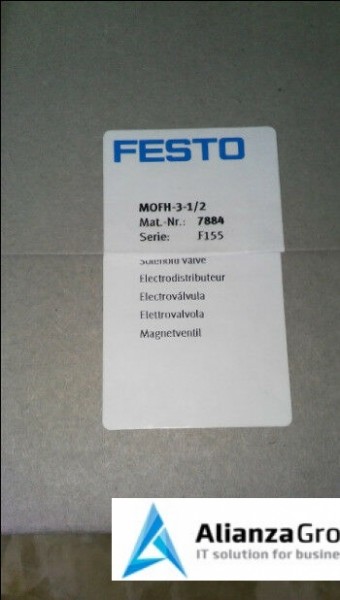 FESTO
MOFH-3-1/2
Mat.-Nr.: 7884
Serie: F155
Solenoid valve
Electrodistributeur
Electroválvula
Elettrovalvola
Magnetventil
AlianzaGro
IT solution for busine